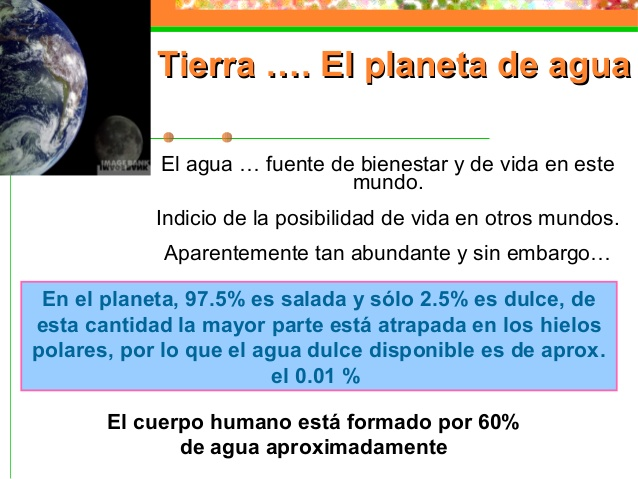 Tierra …. El planeta de agua
IMAGE BANK
El agua … fuente de bienestar y de vida en este
mundo.
Indicio de la posibilidad de vida en otros mundos.
Aparentemente tan abundante y sin embargo…
En el planeta, 97.5% es salada y sólo 2.5% es dulce, de
esta cantidad la mayor parte está atrapada en los hielos
polares, por lo que el agua dulce disponible es de aprox.
el 0.01 %
El cuerpo humano está formado por 60%
de agua aproximadamente